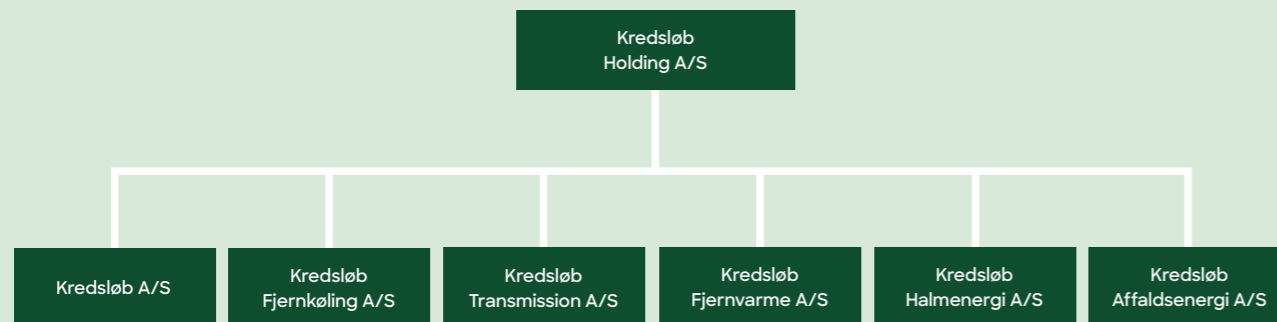 Kredsløb
Holding A/S
Kredsløb A/S
Kredsløb
Fjernkøling A/S
Kredsløb
Transmission A/S
Kredsløb
Fjernvarme A/S
Kredsløb
Halmenergi A/S
Kredsløb
Affaldsenergi A/S